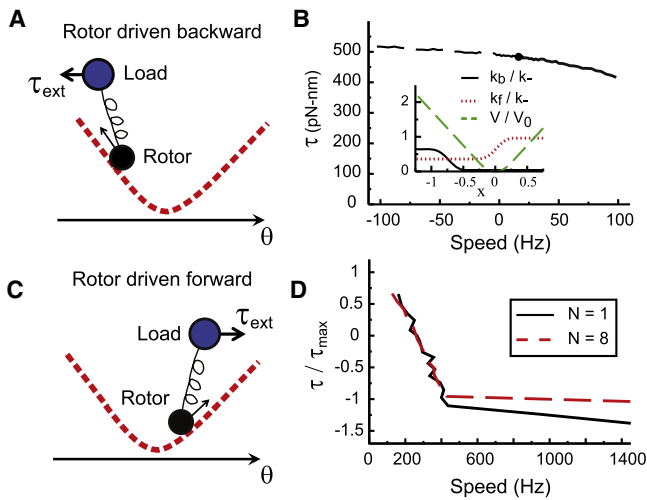 A
Rotor driven backward
τext
Load
Rotor
θ
B
τ (pN-nm)
600
500
400
300
200
100
0
kb / k-
kf / k-
V / V0
2
1
0
-1
-0.5
0
0.5
x
-100
-50
0
50
100
Speed (Hz)
C
Rotor driven forward
Load
τext
Rotor
θ
D
τ / τmax
1
0.5
0
-0.5
-1
-1.5
N = 1
N = 8
200
600
1000
1400
Speed (Hz)